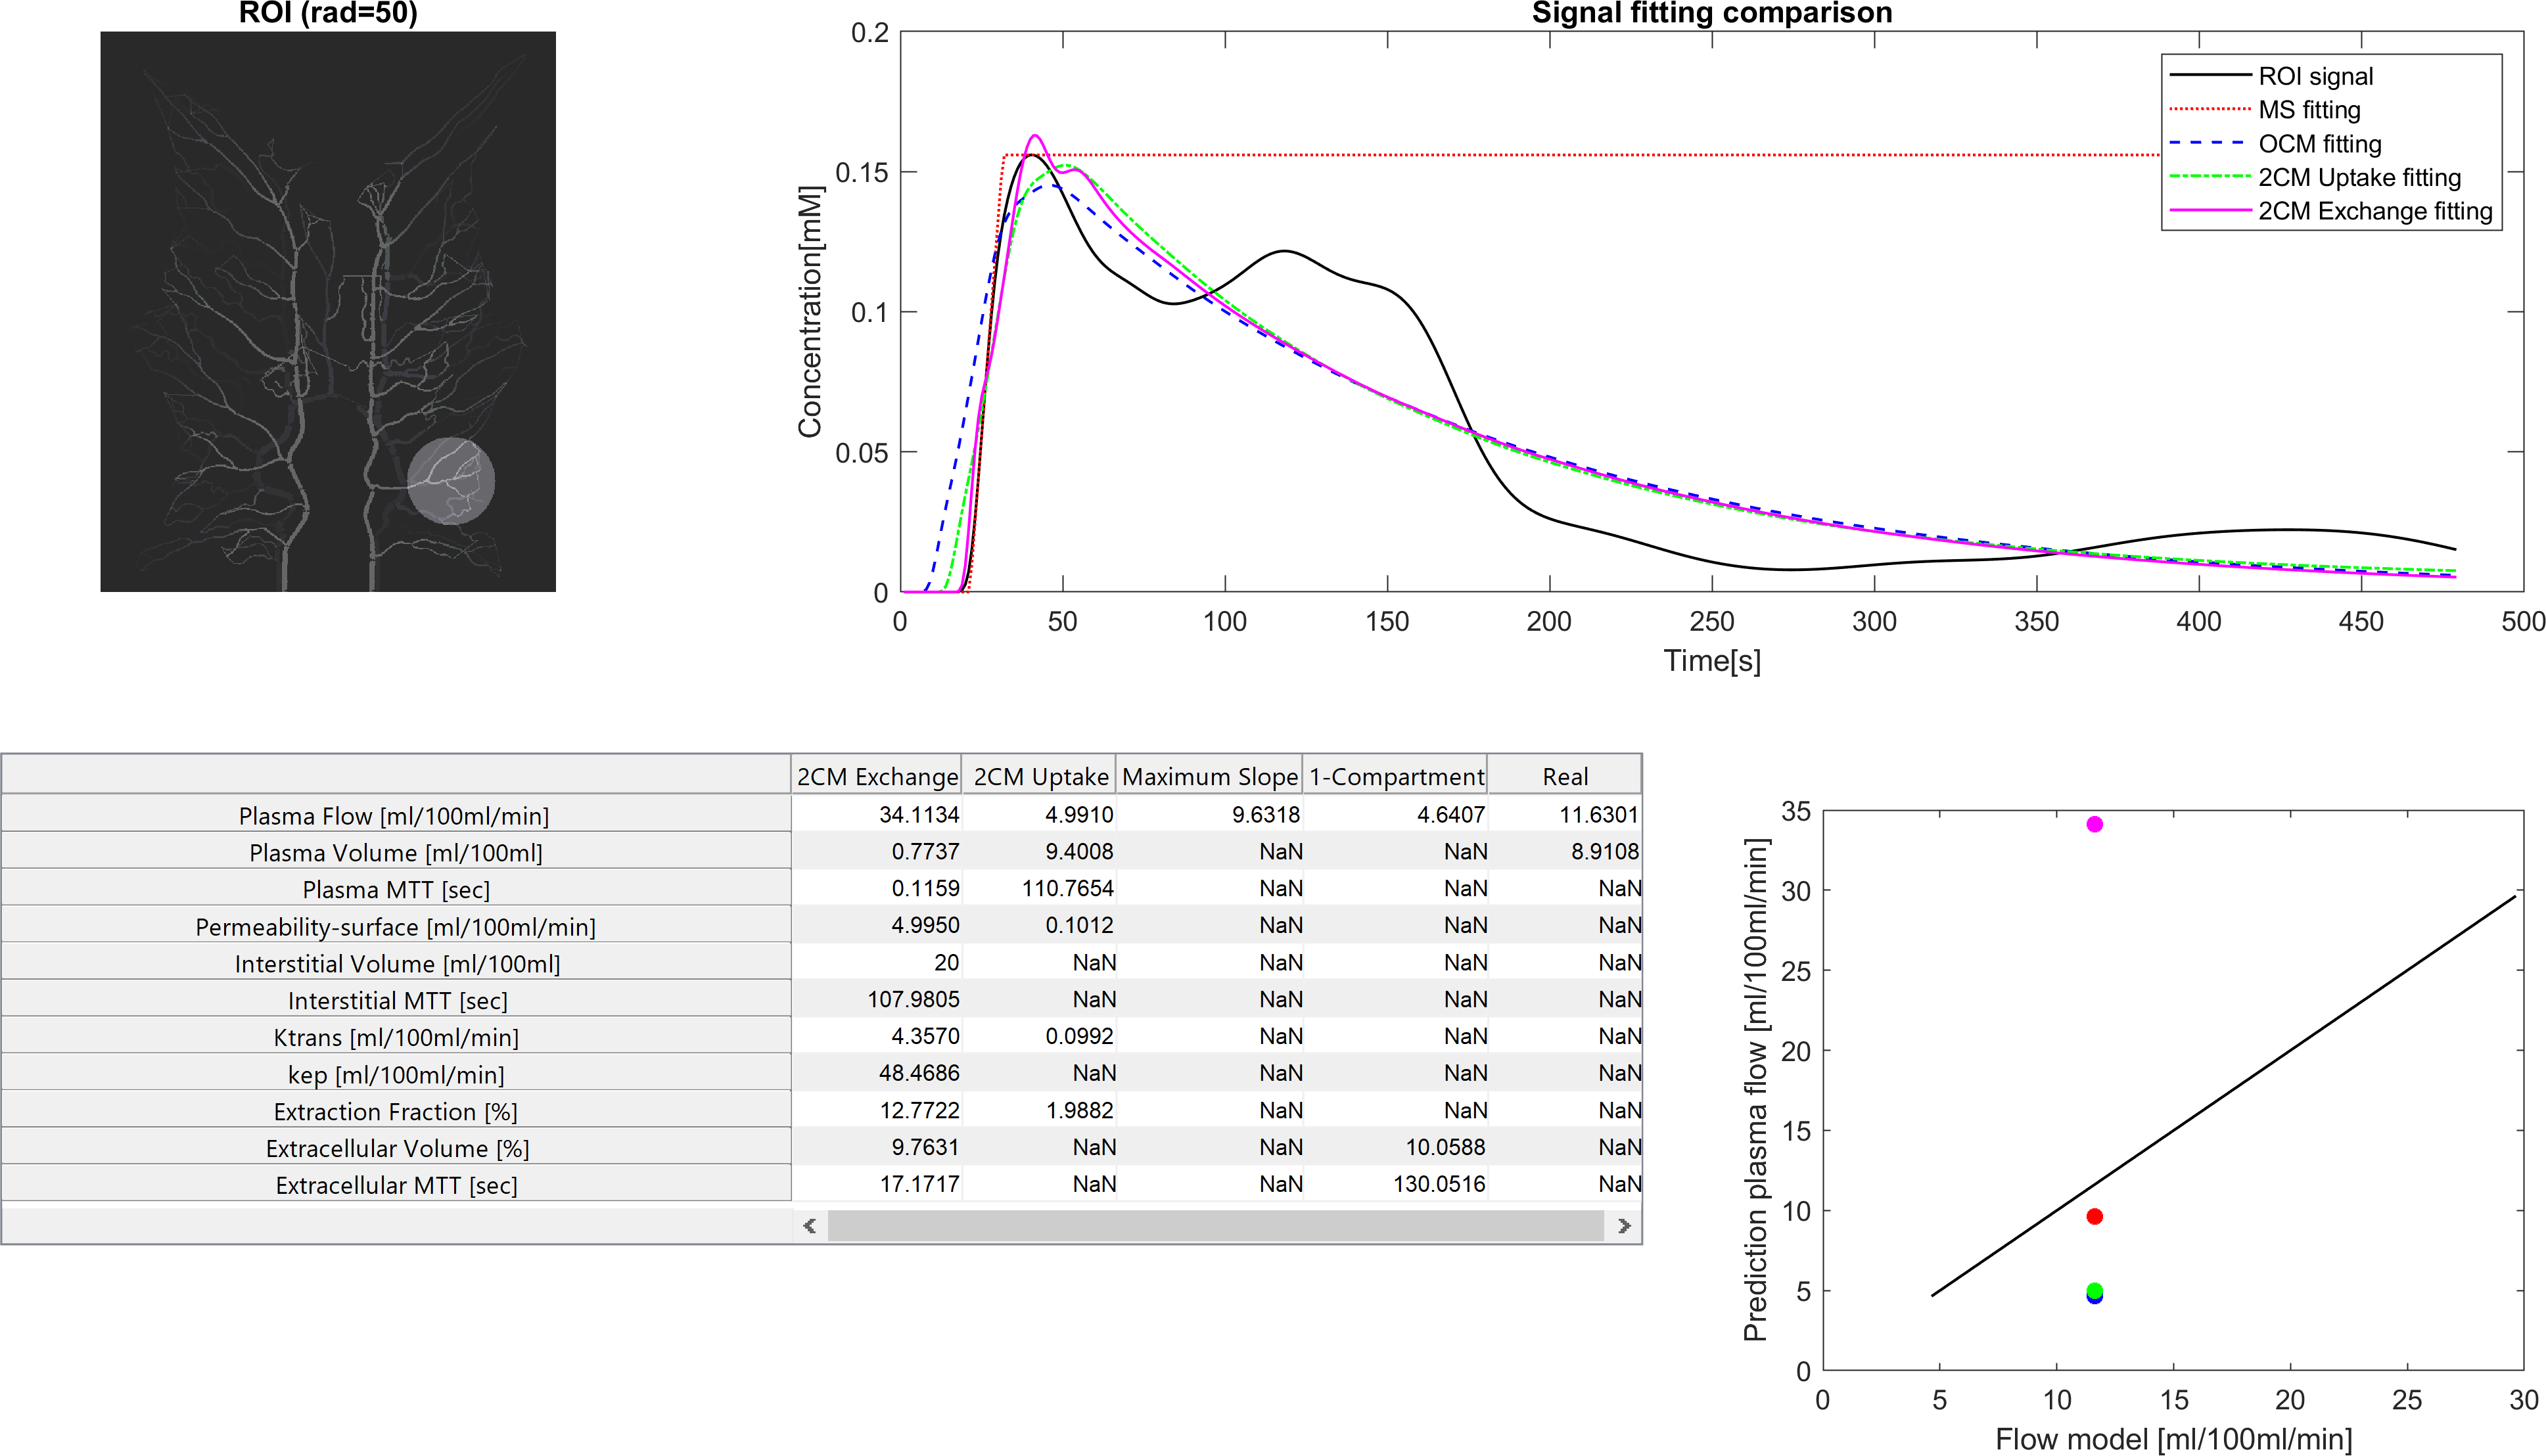 ROI (rad=50)
Signal fitting comparison
0.2
0.15
0.1
0.05
0
Concentration[mM]
ROI signal
MS fitting
OCM fitting
2CM Uptake fitting
2CM Exchange fitting
0 50 100 150 200 250 300 350 400 450 500
Time[s]
2CM Exchange 2CM Uptake Maximum Slope 1-Compartment Real
Plasma Flow [ml/100ml/min] 34.1134 4.9910 9.6318 4.6407 11.6301
Plasma Volume [ml/100ml] 0.7737 9.4008 NaN NaN 8.9108
Plasma MTT [sec] 0.1159 110.7654 NaN NaN NaN
Permeability-surface [ml/100ml/min] 4.9950 0.1012 NaN NaN NaN
Interstitial Volume [ml/100ml] 20 NaN NaN NaN NaN
Interstitial MTT [sec] 107.9805 NaN NaN NaN NaN
Ktrans [ml/100ml/min] 4.3570 0.0992 NaN NaN NaN
kep [ml/100ml/min] 48.4686 NaN NaN NaN NaN
Extraction Fraction [%] 12.7722 1.9882 NaN NaN NaN
Extracellular Volume [%] 9.7631 NaN NaN 10.0588 NaN
Extracellular MTT [sec] 17.1717 NaN NaN 130.0516 NaN
35
30
25
20
15
10
5
0
Prediction plasma flow [ml/100ml/min]
0 5 10 15 20 25 30
Flow model [ml/100ml/min]